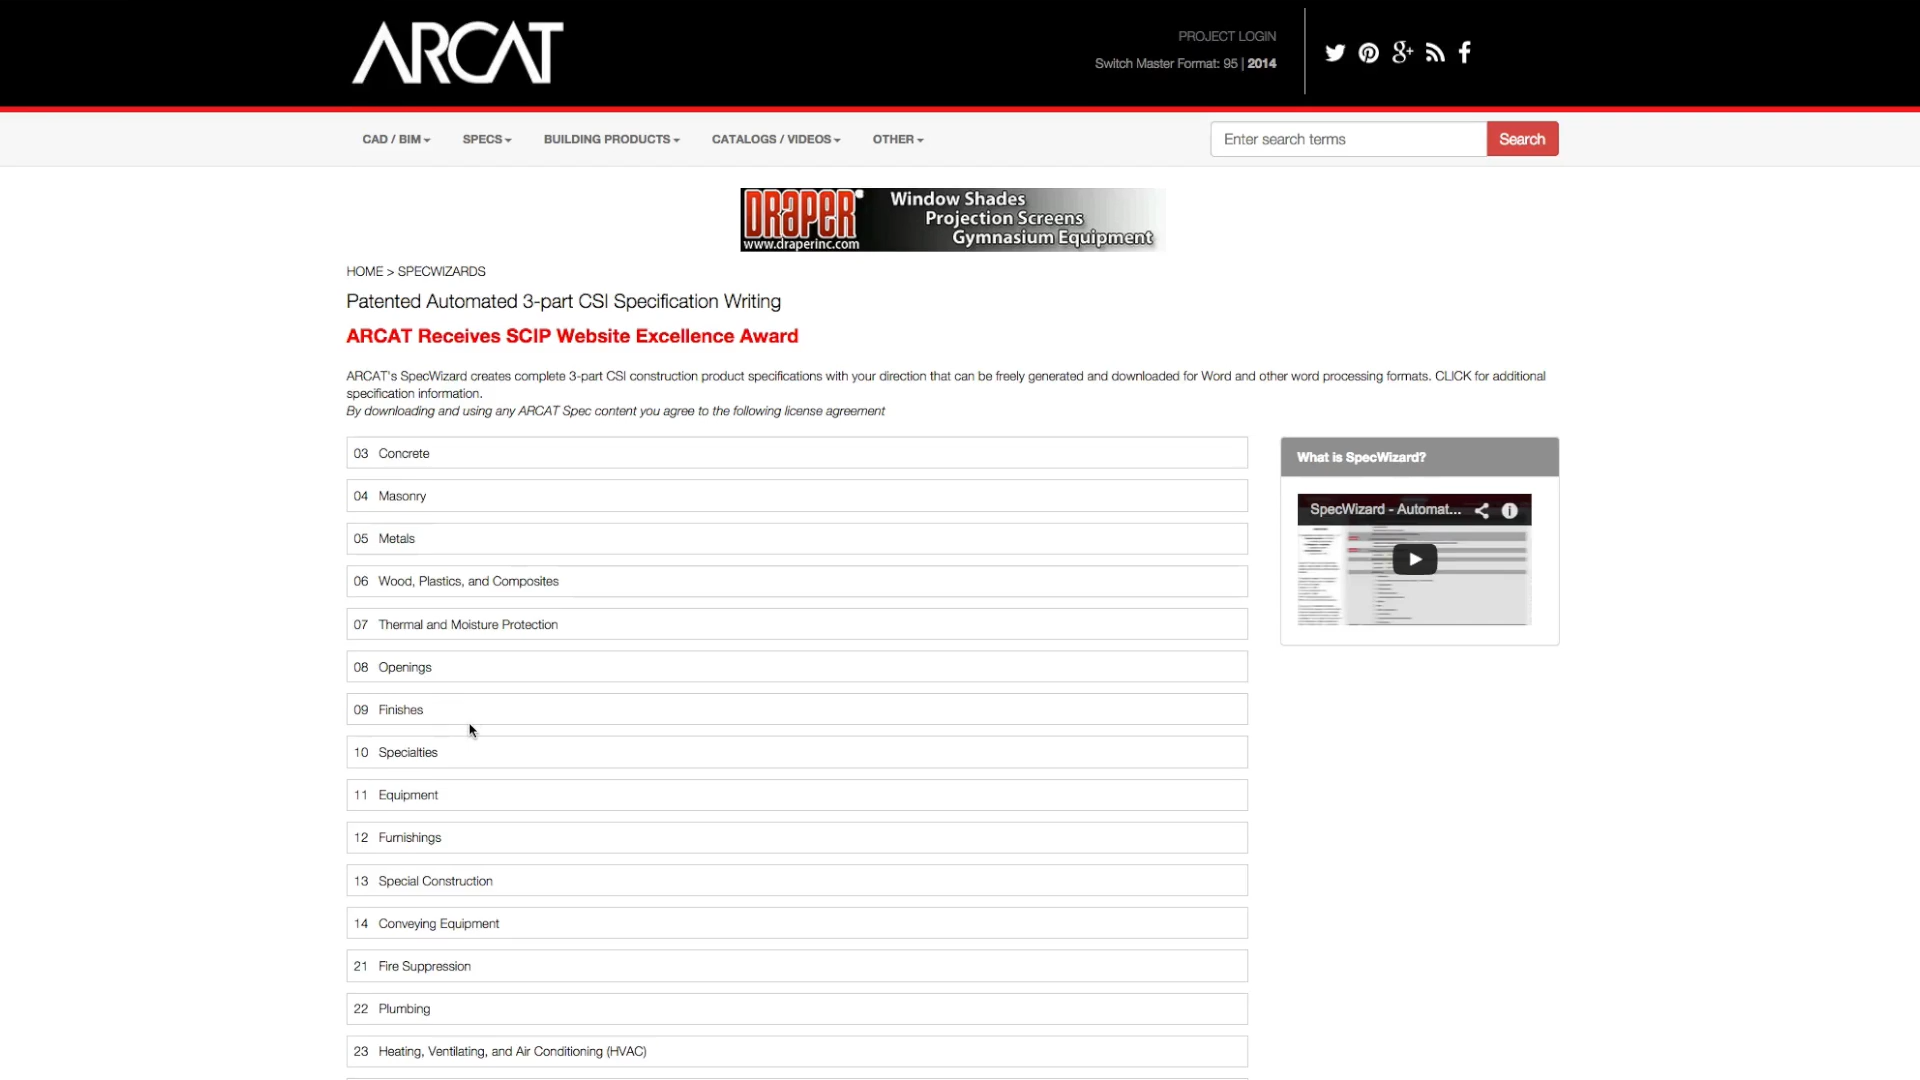 ARCAT
PROJECT LOGIN
Switch Master Format: 95 | 2014
CAD / BIM
SPECS
BUILDING PRODUCTS
CATALOGS / VIDEOS
OTHER
Enter search terms
Search
DRAPER®
www.draperinc.com
Window Shades
Projection Screens
Gymnasium Equipment
HOME > SPECWIZARDS
Patented Automated 3-part CSI Specification Writing
ARCAT Receives SCIP Website Excellence Award
ARCAT's SpecWizard creates complete 3-part CSI construction product specifications with your direction that can be freely generated and downloaded for Word and other word processing formats. CLICK for additional
specification information.
By downloading and using any ARCAT Spec content you agree to the following license agreement
03 Concrete
04 Masonry
05 Metals
06 Wood, Plastics, and Composites
07 Thermal and Moisture Protection
08 Openings
09 Finishes
10 Specialties
11 Equipment
12 Furnishings
13 Special Construction
14 Conveying Equipment
21 Fire Suppression
22 Plumbing
23 Heating, Ventilating, and Air Conditioning (HVAC)
What is SpecWizard?
SpecWizard - Automat...